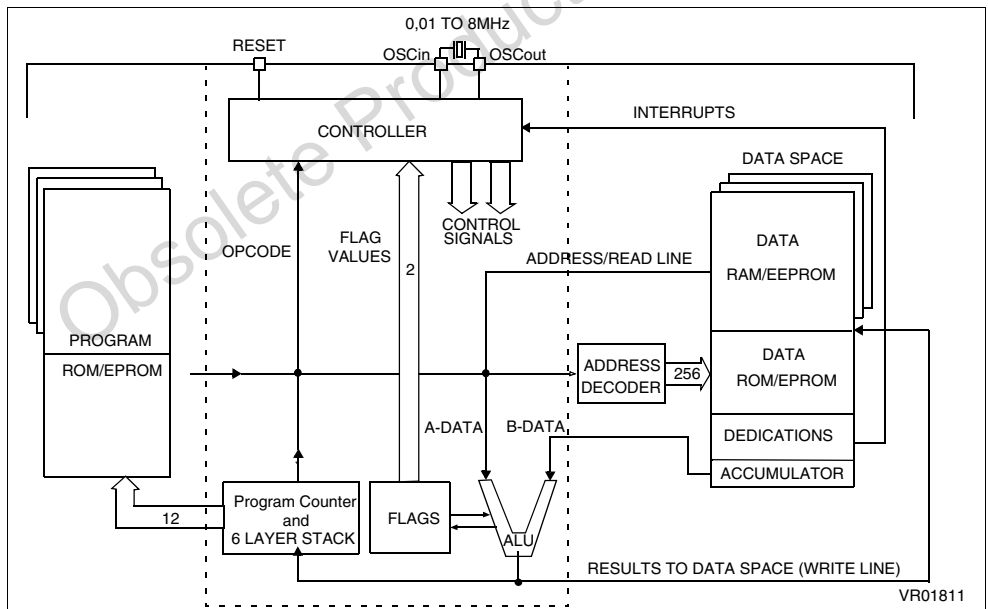 0,01 TO 8MHz
RESET
OSCin
OSCout
CONTROLLER
INTERRUPTS
DATA SPACE
OPCODE
FLAG
VALUES
2
CONTROL
SIGNALS
ADDRESS/READ LINE
DATA
RAM/EEPROM
PROGRAM
ROM/EPROM
ADDRESS
DECODER
256
DATA
ROM/EPROM
A-DATA
B-DATA
DEDICATIONS
ACCUMULATOR
12
Program Counter
and
6 LAYER STACK
FLAGS
ALU
RESULTS TO DATA SPACE (WRITE LINE)
VR01811
Obsolete Produc